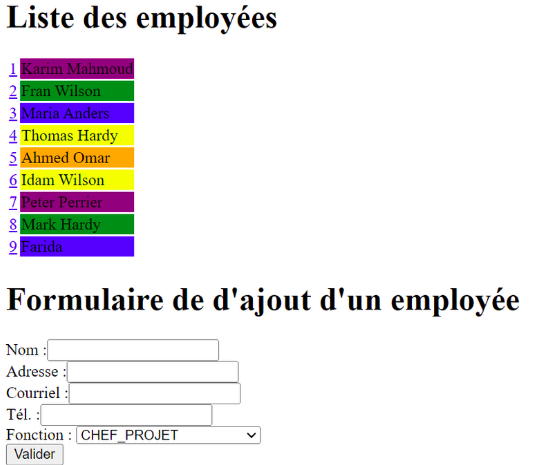 Liste des employées
1 Karim Mahmoud
2 Fran Wilson
3 Maria Anders
4 Thomas Hardy
5 Ahmed Omar
6 Idam Wilson
7 Peter Perrier
8 Mark Hardy
9 Farida
Formulaire de d'ajout d'un employée
Nom :
Adresse :
Courriel :
Tél. :
Fonction : CHEF_PROJET
Valider